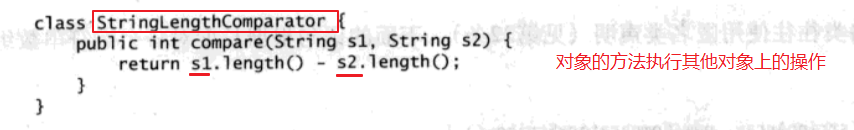 class StringLengthComparator {
public int compare(String s1, String s2) {
return s1.length() - s2.length();
对象的方法执行其他对象上的操作
}
}